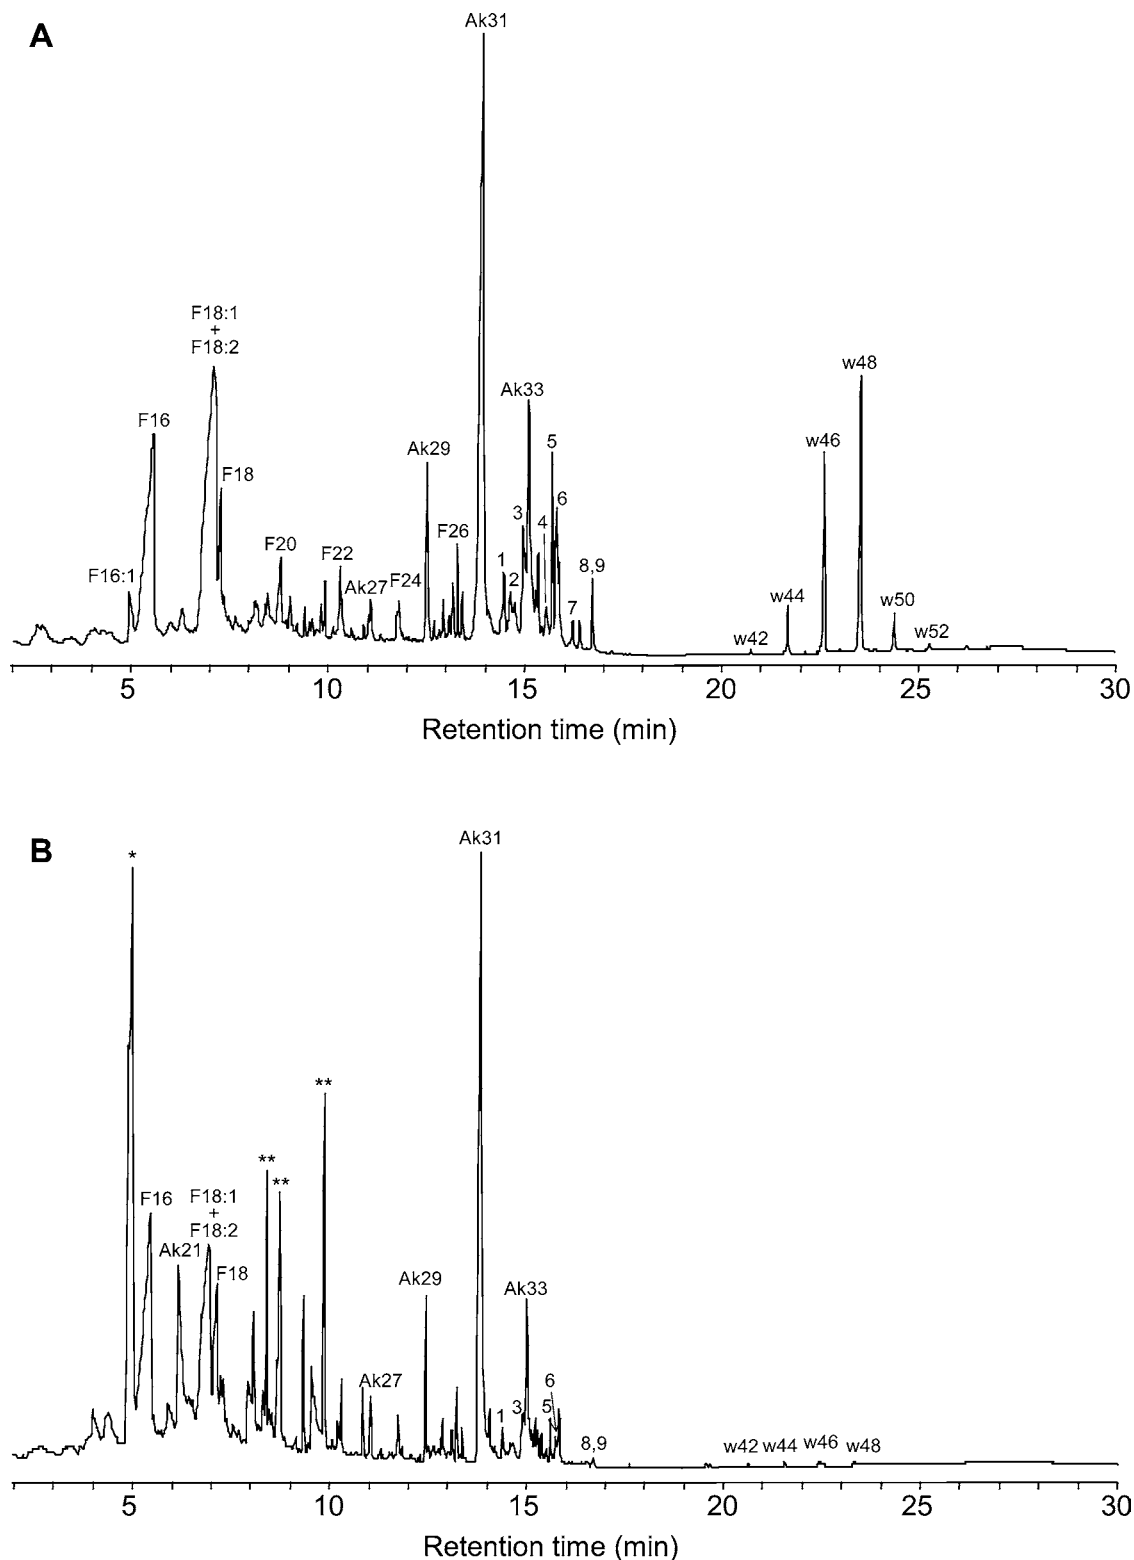 A
Ak31
F18:1
+
F18:2
F16
F18
F16:1
F20
F22
Ak27
F24
Ak29
F26
1
2
3
Ak33
4
5
6
7
8,9
w42
w44
w46
w48
w50
w52
5 10 15 20 25 30
Retention time (min)
B
*
Ak31
F16
Ak21
F18:1
+
F18:2
F18
**
**
**
Ak27
Ak29
1
3
Ak33
5
6
8,9
w42
w44
w46
w48
5 10 15 20 25 30
Retention time (min)